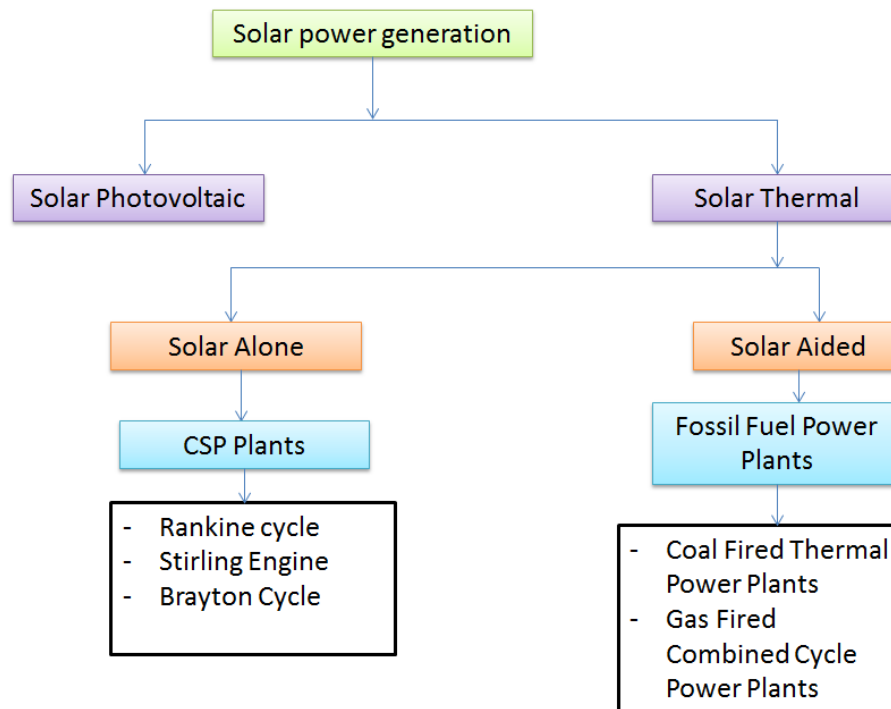 Solar power generation
Solar Photovoltaic
Solar Thermal
Solar Alone
Solar Aided
CSP Plants
Fossil Fuel Power
Plants
- Rankine cycle
- Stirling Engine
- Brayton Cycle
- Coal Fired Thermal
Power Plants
- Gas Fired
Combined Cycle
Power Plants